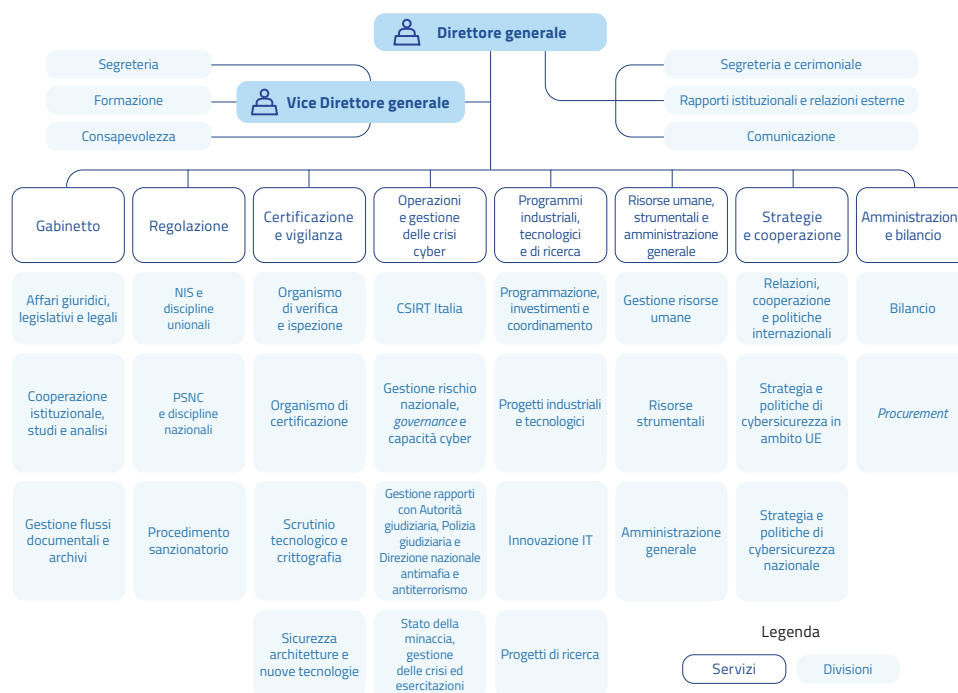 Direttore generale
Segreteria
Formazione
Consapevolezza
Vice Direttore generale
Segreteria e cerimoniale
Rapporti istituzionali e relazioni esterne
Comunicazione
Gabinetto
Regolazione
Certificazione
e vigilanza
Operazioni
e gestione
delle crisi
cyber
Programmi
industriali,
tecnologici
e di ricerca
Risorse umane,
strumentali e
amministrazione
generale
Strategie
e cooperazione
Amministrazion
e bilancio
Affari giuridici,
legislativi e legali
NIS e
discipline
unionali
Organismo
di verifica
e ispezione
CSIRT Italia
Programmazione,
investimenti e
coordinamento
Gestione risorse
umane
Relazioni,
cooperazione
e politiche
internazionali
Bilancio
Cooperazione
istituzionale,
studi e analisi
PSNC
e discipline
nazionali
Organismo di
certificazione
Gestione rischio
nazionale,
governance e
capacità cyber
Progetti industriali
e tecnologici
Risorse
strumentali
Strategia e
politiche di
cybersicurezza in
ambito UE
Procurement
Gestione flussi
documentali e
archivi
Procedimento
sanzionatorio
Scrutinio
tecnologico e
crittografia
Gestione rapporti
con Autorità
giudiziaria, Polizia
giudiziaria e
Direzione nazionale
antimafia e
antiterrorismo
Innovazione IT
Amministrazione
generale
Strategia e
politiche di
cybersicurezza
nazionale
Sicurezza
architetture e
nuove tecnologie
Stato della
minaccia,
gestione
delle crisi ed
esercitazioni
Progetti di ricerca
Legenda
Servizi
Divisioni